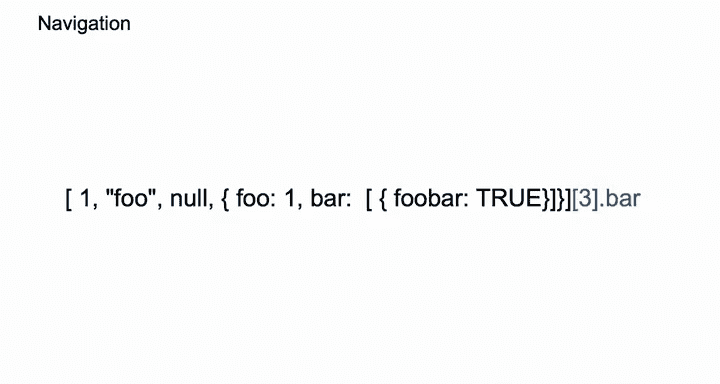 Navigation
[ 1, "foo", null, { foo: 1, bar:  [ { foobar: TRUE}]}][3].bar